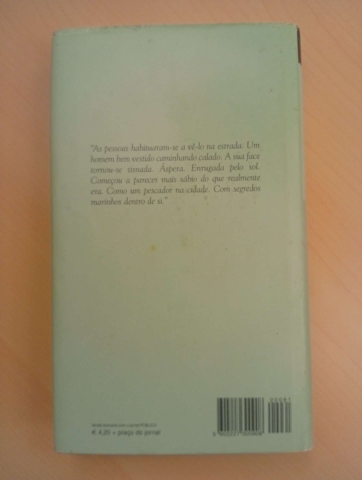 "As pessoas habituaram-se a vê-lo na estrada. Um
homem bem vestido caminhando calado. A sua face
tornou-se timada. Áspera. Enrugada pelo sol.
Começou a parecer mais sábio do que realmente
era. Como um pescador na cidade. Com segredos
marinhos dentro de si."
€ 4,20 + preço do jornal